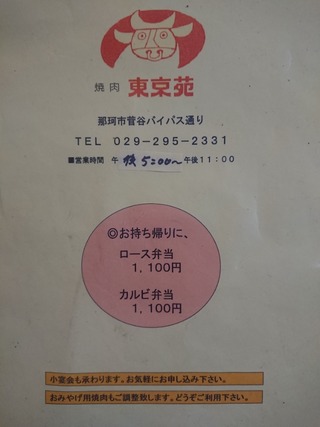 焼肉 東京苑
那珂市菅谷バイパス通り
TEL 029-295-2331
■営業時間 午後5:00～午後11:00
◎お持ち帰りに、
ロース弁当
1,100円
カルビ弁当
1,100円
小宴会も承わります。お気軽にお申し込み下さい。
おみやげ用焼肉もご調整致します。どうぞご利用下さい。